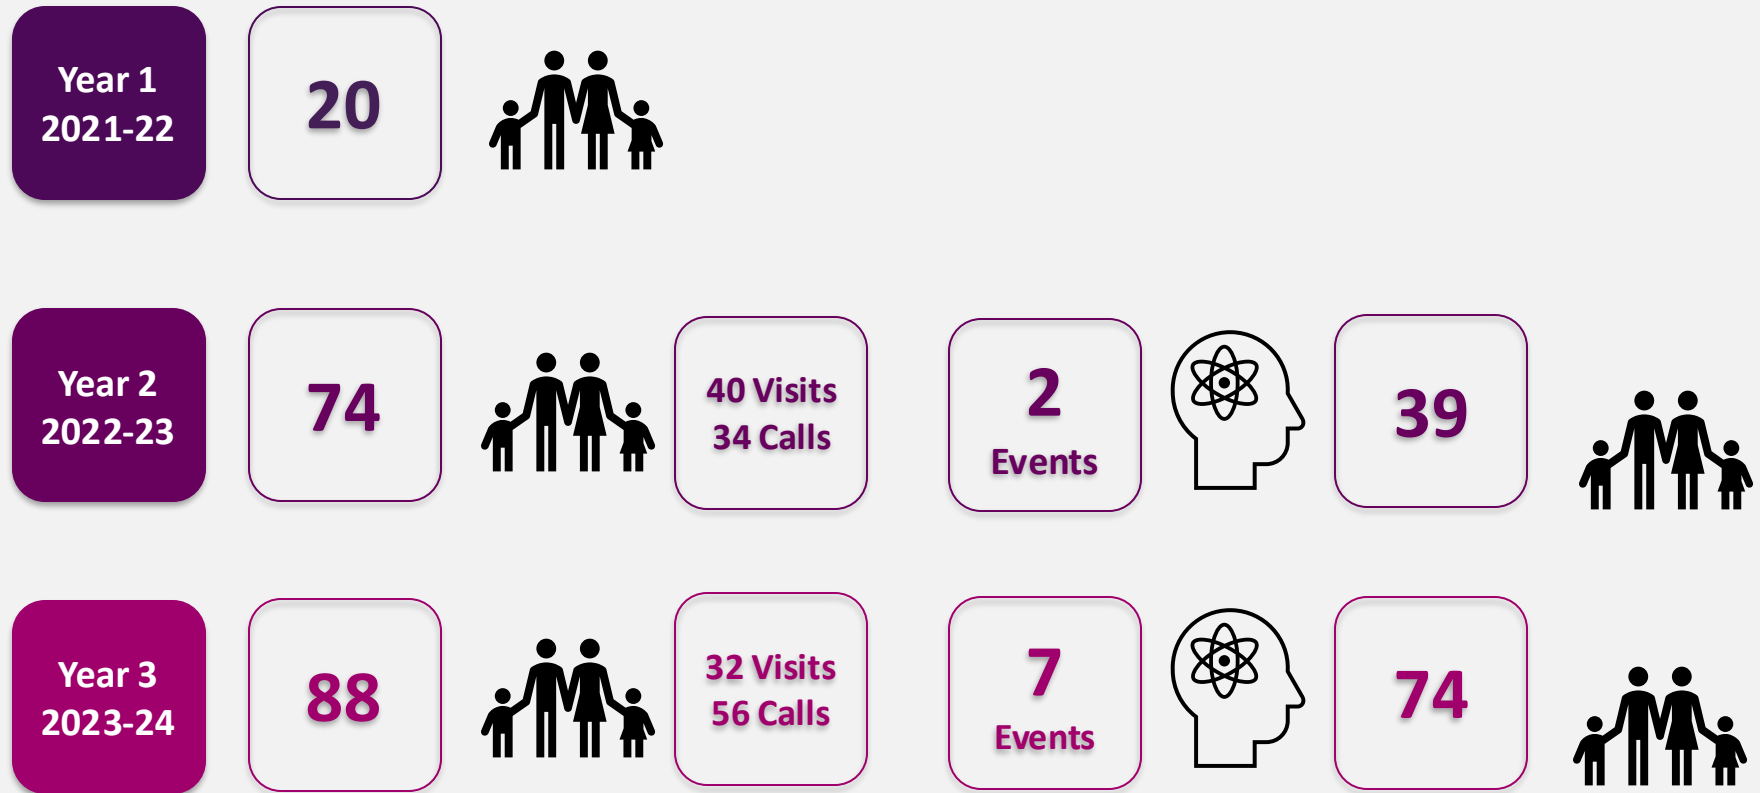 Year 1
2021-22
20
Year 2
2022-23
74
40 Visits
34 Calls
2
Events
39
Year 3
2023-24
88
32 Visits
56 Calls
7
Events
74